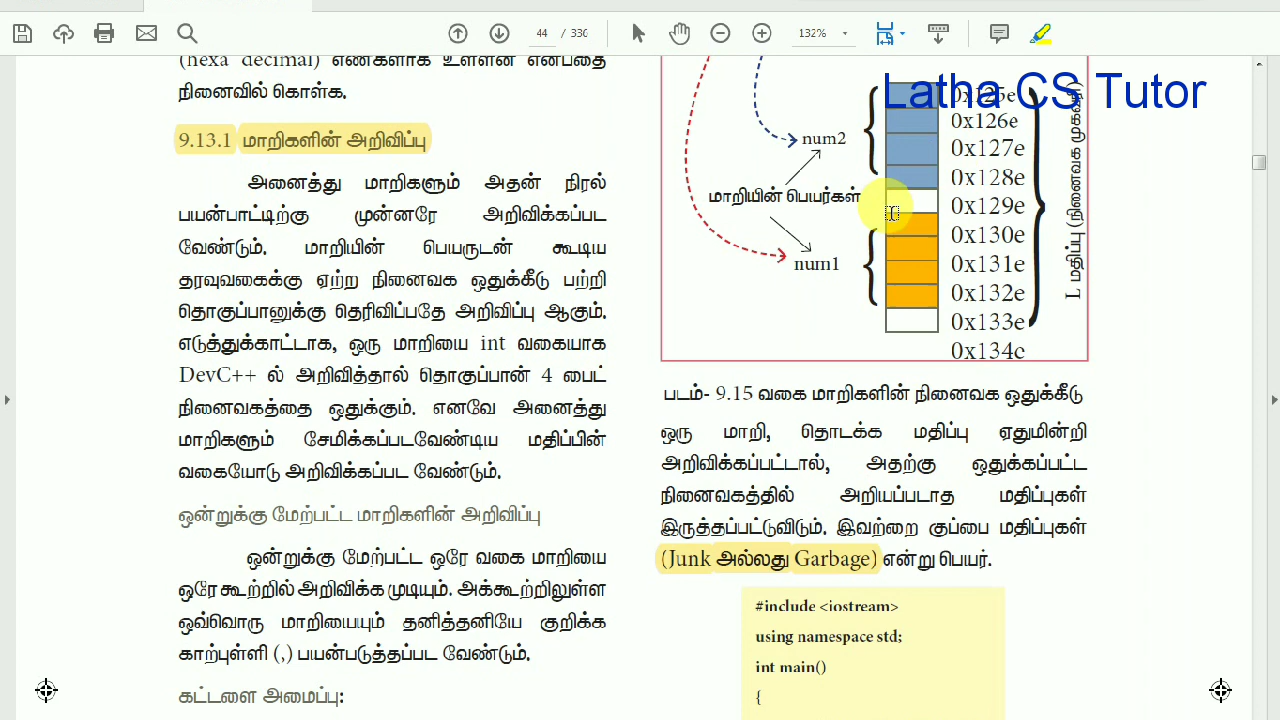 44 / 336
132%
Latha CS Tutor
(hexa decimal) எண்களாக உள்ளன என்பதை
நினைவில் கொள்க.
9.13.1 மாறிகளின் அறிவிப்பு
அனைத்து மாறிகளும் அதன் நிரல்
பயன்பாட்டிற்கு முன்னரே அறிவிக்கப்பட
வேண்டும். மாறியின் பெயருடன் கூடிய
தரவுவகைக்கு ஏற்ற நினைவக ஒதுக்கீடு பற்றி
தொகுப்பானுக்கு தெரிவிப்பதே அறிவிப்பு ஆகும்.
எடுத்துக்காட்டாக, ஒரு மாறியை int வகையாக
DevC++ ல் அறிவித்தால் தொகுப்பான் 4 பைட்
நினைவகத்தை ஒதுக்கும். எனவே அனைத்து
மாறிகளும் சேமிக்கப்படவேண்டிய மதிப்பின்
வகையோடு அறிவிக்கப்பட வேண்டும்.
ஒன்றுக்கு மேற்பட்ட மாறிகளின் அறிவிப்பு
ஒன்றுக்கு மேற்பட்ட ஒரே வகை மாறியை
ஒரே கூற்றில் அறிவிக்க முடியும். அக்கூற்றிலுள்ள
ஒவ்வொரு மாறியையும் தனித்தனியே குறிக்க
காற்புள்ளி (,) பயன்படுத்தப்பட வேண்டும்.
கட்டளை அமைப்பு:
num2
மாறியின் பெயர்கள்
num1
0x125e
0x126e
0x127e
0x128e
0x129e
0x130e
0x131e
0x132e
0x133e
0x134e
L மதிப்பு (நினைவக முகவரி)
படம்- 9.15 வகை மாறிகளின் நினைவக ஒதுக்கீடு
ஒரு மாறி, தொடக்க மதிப்பு ஏதுமின்றி
அறிவிக்கப்பட்டால், அதற்கு ஒதுக்கப்பட்ட
நினைவகத்தில் அறியப்படாத மதிப்புகள்
இருத்தப்பட்டுவிடும். இவற்றை குப்பை மதிப்புகள்
(Junk அல்லது Garbage) என்று பெயர்.
#include <iostream>
using namespace std;
int main()
{